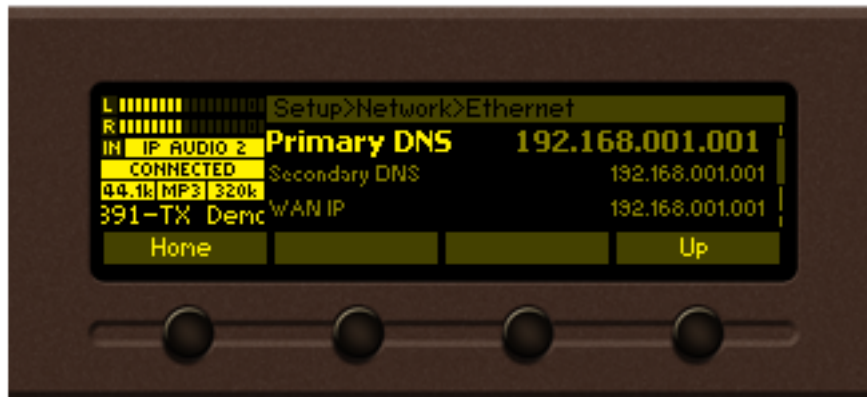 L
R
IN IP AUDIO 2
CONNECTED
44.1k MP3 320k
391-TX Demo
Setup>Network>Ethernet
Primary DNS 192.168.001.001
Secondary DNS 192.168.001.001
WAN IP 192.168.001.001
Home Up